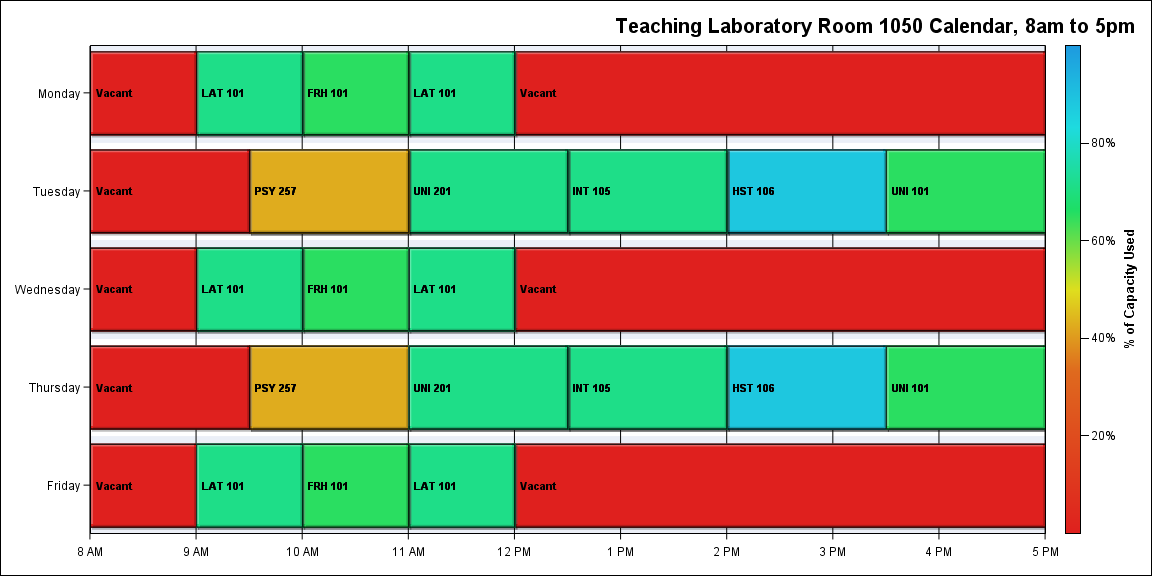 Teaching Laboratory Room 1050 Calendar, 8am to 5pm
Monday
Vacant
LAT 101
FRH 101
LAT 101
Vacant
Tuesday
Vacant
PSY 257
UNI 201
INT 105
HST 106
UNI 101
Wednesday
Vacant
LAT 101
FRH 101
LAT 101
Vacant
Thursday
Vacant
PSY 257
UNI 201
INT 105
HST 106
UNI 101
Friday
Vacant
LAT 101
FRH 101
LAT 101
Vacant
8 AM
9 AM
10 AM
11 AM
12 PM
1 PM
2 PM
3 PM
4 PM
5 PM
80%
60%
40%
20%
% of Capacity Used